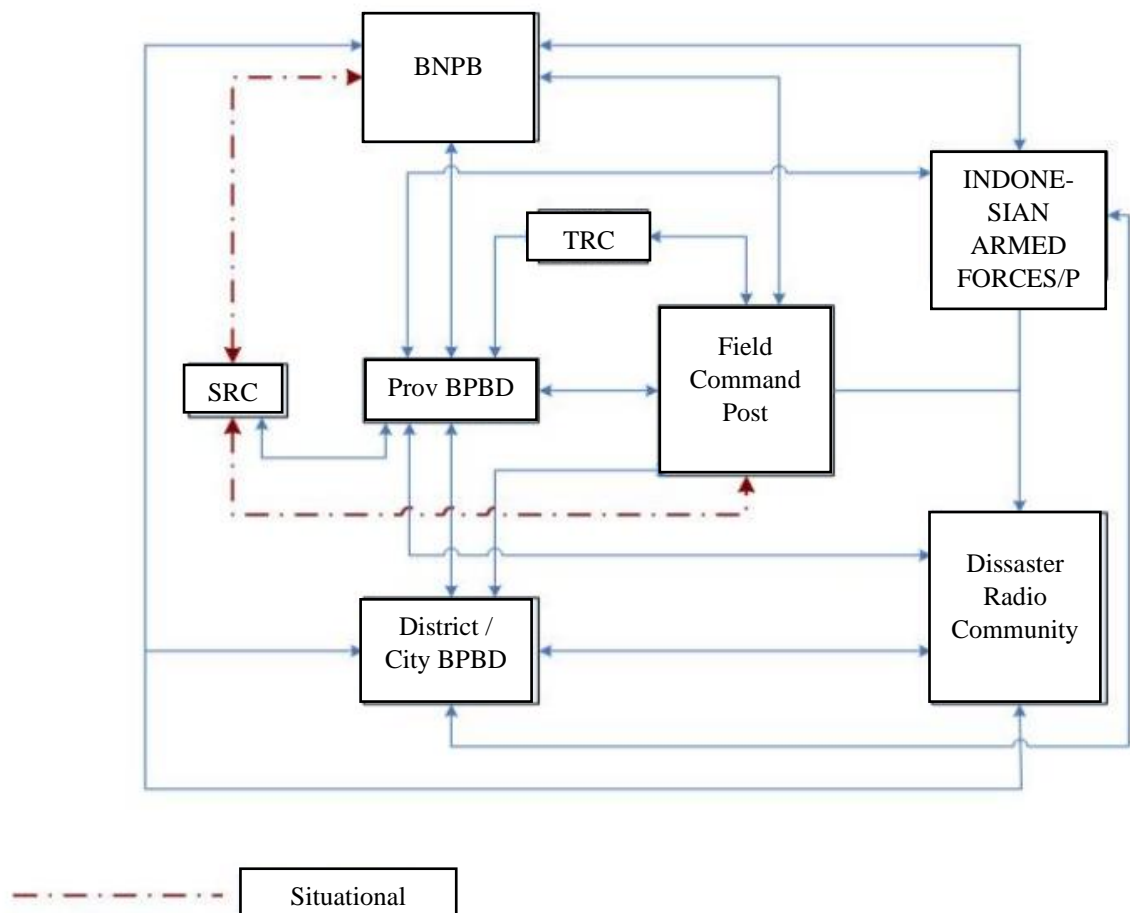 BNPB
INDONE-
SIAN
ARMED
FORCES/P
TRC
Field
Command
Post
SRC
Prov BPBD
Dissaster
Radio
Community
District /
City BPBD
Situational